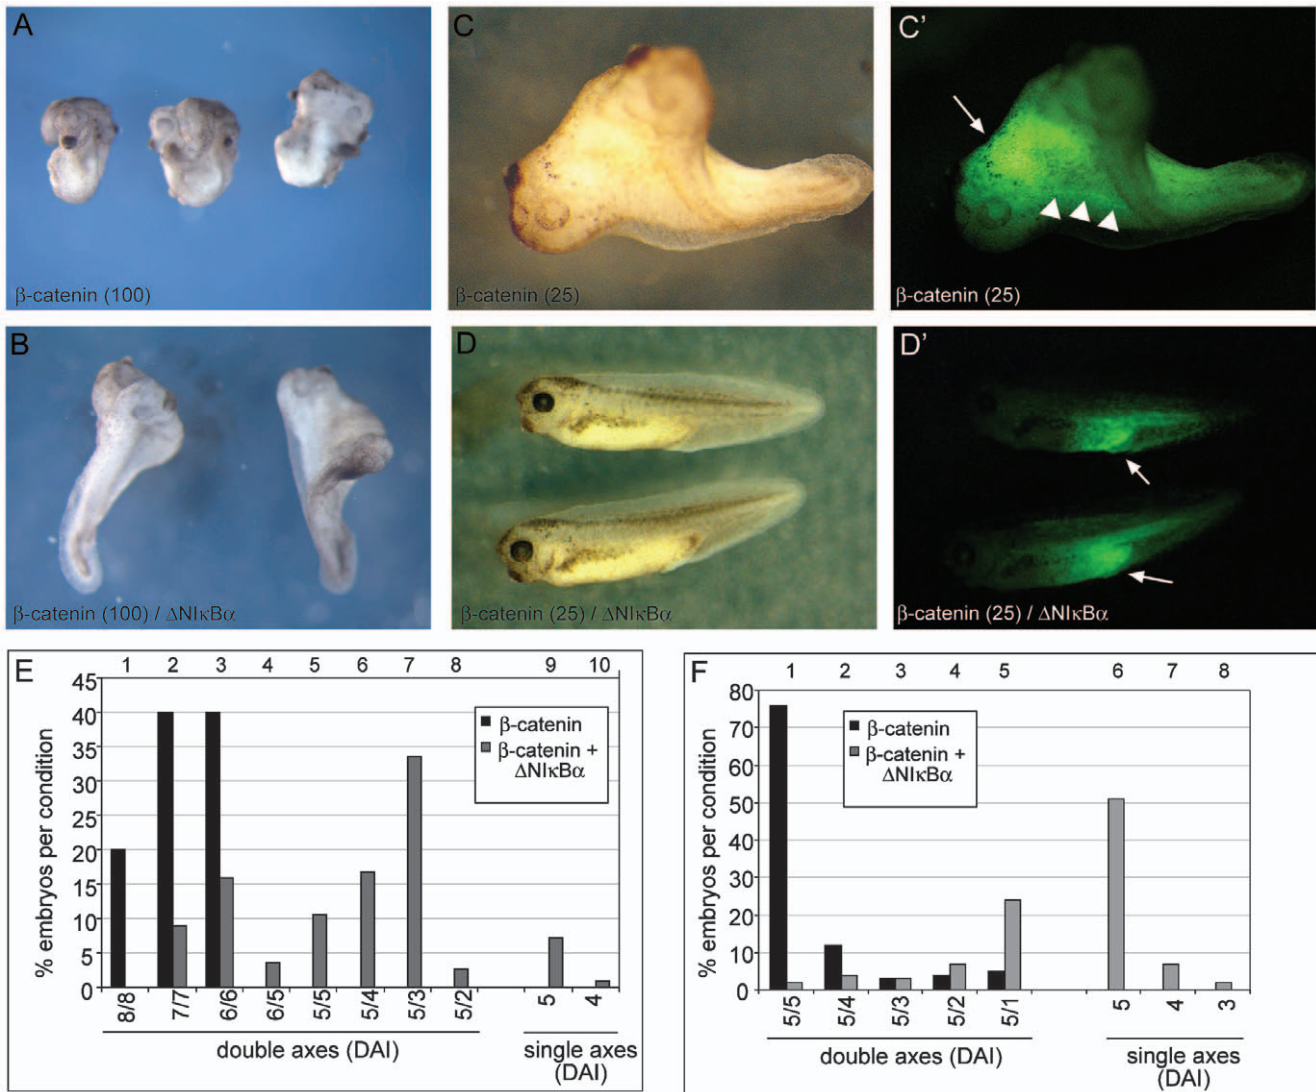 A
β-catenin (100)
C
β-catenin (25)
C'
β-catenin (25)
B
β-catenin (100) / ΔNIκBα
D
β-catenin (25) / ΔNIκBα
D'
β-catenin (25) / ΔNIκBα
E
1 2 3 4 5 6 7 8 9 10
% embryos per condition
45
40
35
30
25
20
15
10
5
0
β-catenin
β-catenin +
ΔNIκBα
8/8 7/7 6/6 6/5 5/5 5/4 5/3 5/2 5 4
double axes (DAI)
single axes
(DAI)
F
1 2 3 4 5 6 7 8
% embryos per condition
80
70
60
50
40
30
20
10
0
β-catenin
β-catenin +
ΔNIκBα
5/5 5/4 5/3 5/2 5/1 5 4 3
double axes (DAI)
single axes
(DAI)